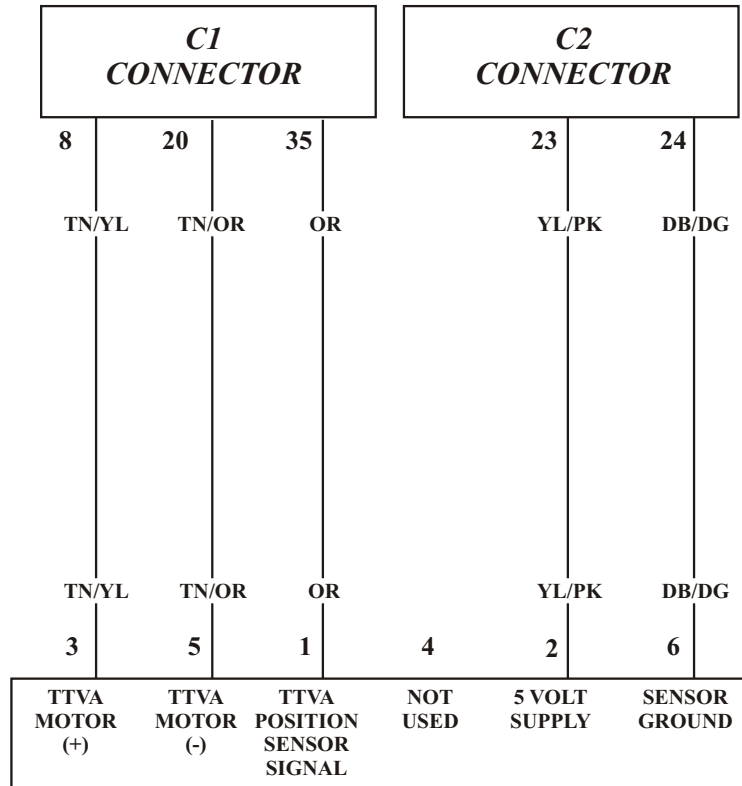 C1
CONNECTOR
C2
CONNECTOR
8 20 35 23 24
TN/YL TN/OR OR YL/PK DB/DG
TN/YL TN/OR OR YL/PK DB/DG
3 5 1 4 2 6
TTVA
MOTOR
(+)
TTVA
MOTOR
(-)
TTVA
POSITION
SENSOR
SIGNAL
NOT
USED
5 VOLT
SUPPLY
SENSOR
GROUND